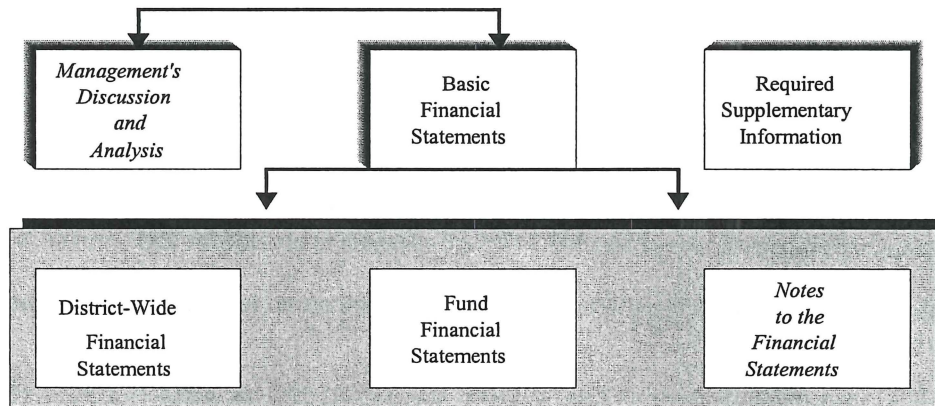 Management's
Discussion
and
Analysis
Basic
Financial
Statements
Required
Supplementary
Information
District-Wide
Financial
Statements
Fund
Financial
Statements
Notes
to the
Financial
Statements